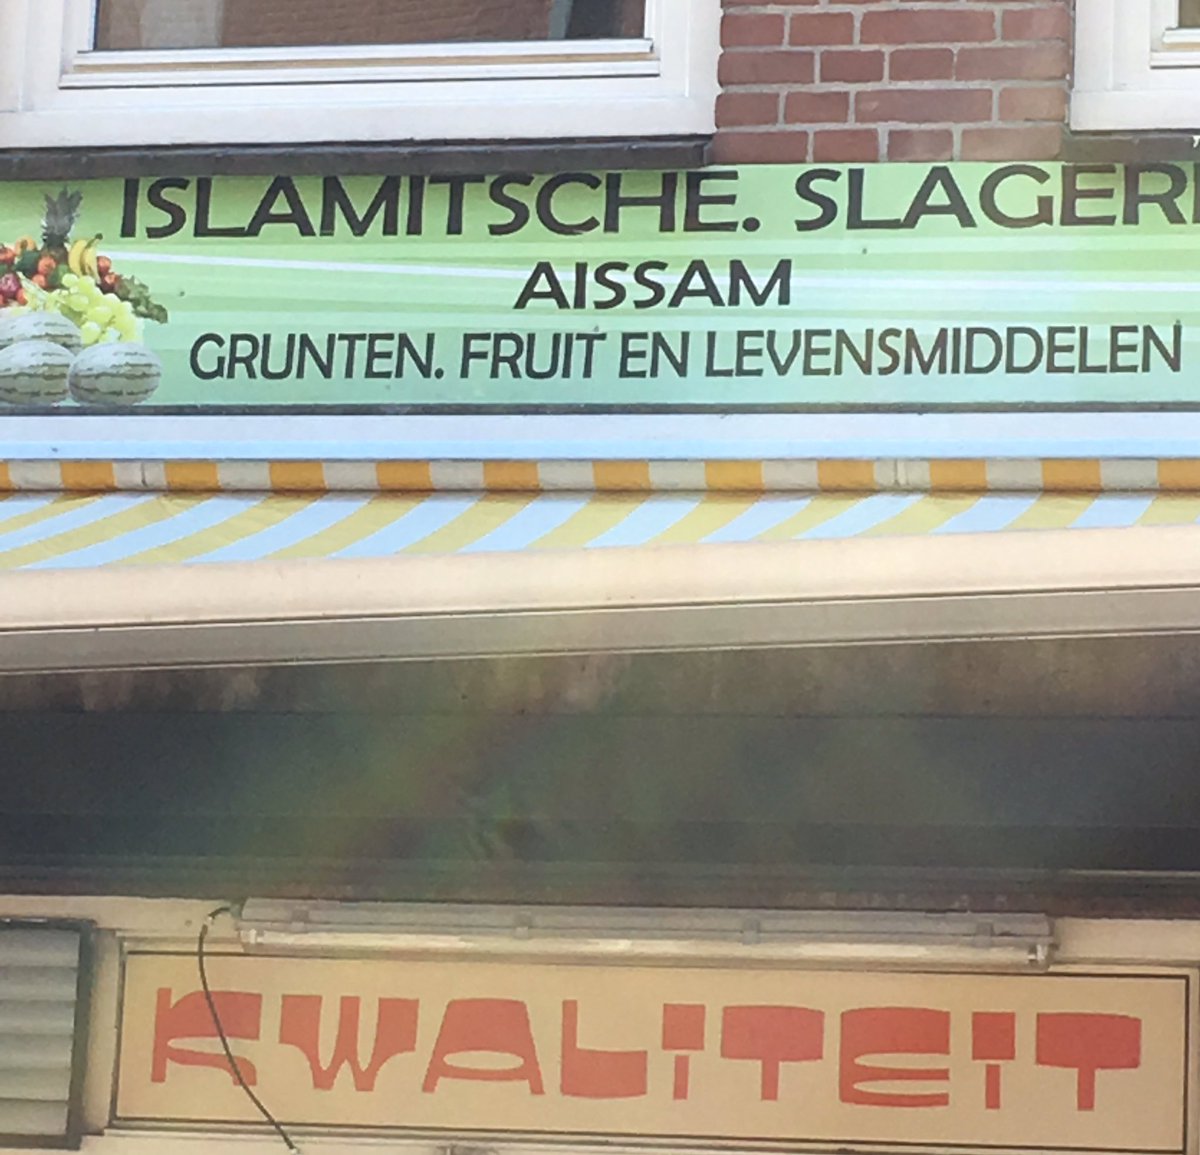 ISLAMITSCHE. SLAGERI
AISSAM
GRUNTEN. FRUIT EN LEVENSMIDDELEN
KWALITEIT